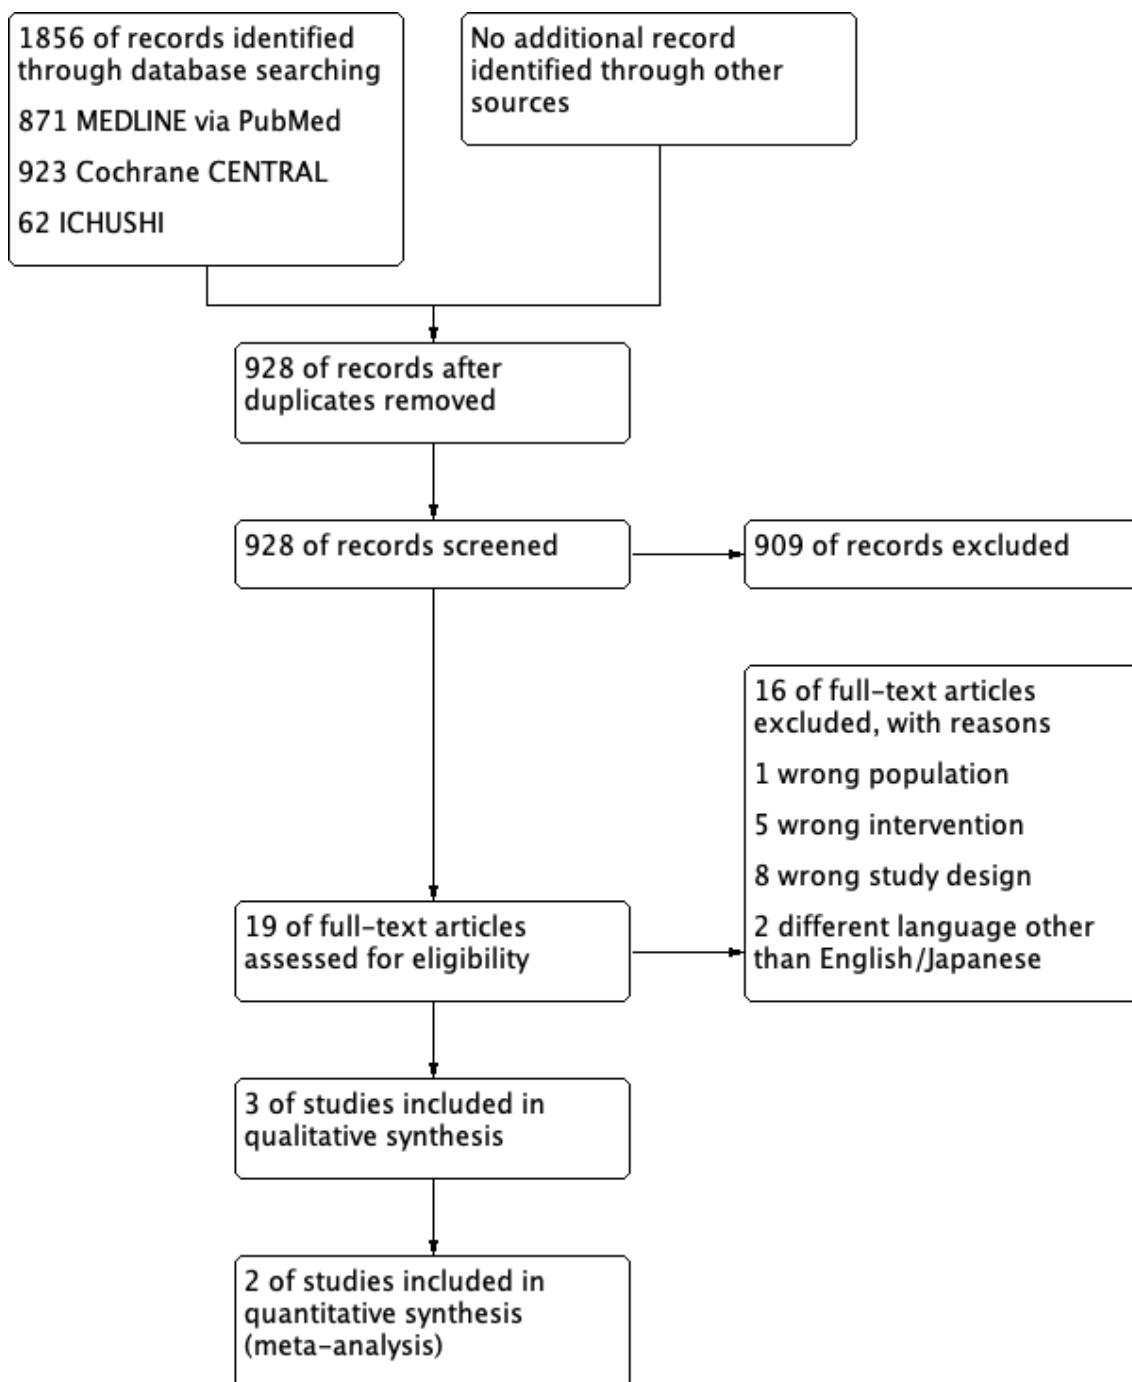 1856 of records identified
through database searching
871 MEDLINE via PubMed
923 Cochrane CENTRAL
62 ICHUSHI
No additional record
identified through other
sources
928 of records after
duplicates removed
928 of records screened
909 of records excluded
16 of full-text articles
excluded, with reasons
1 wrong population
5 wrong intervention
8 wrong study design
2 different language other
than English/Japanese
19 of full-text articles
assessed for eligibility
3 of studies included in
qualitative synthesis
2 of studies included in
quantitative synthesis
(meta-analysis)